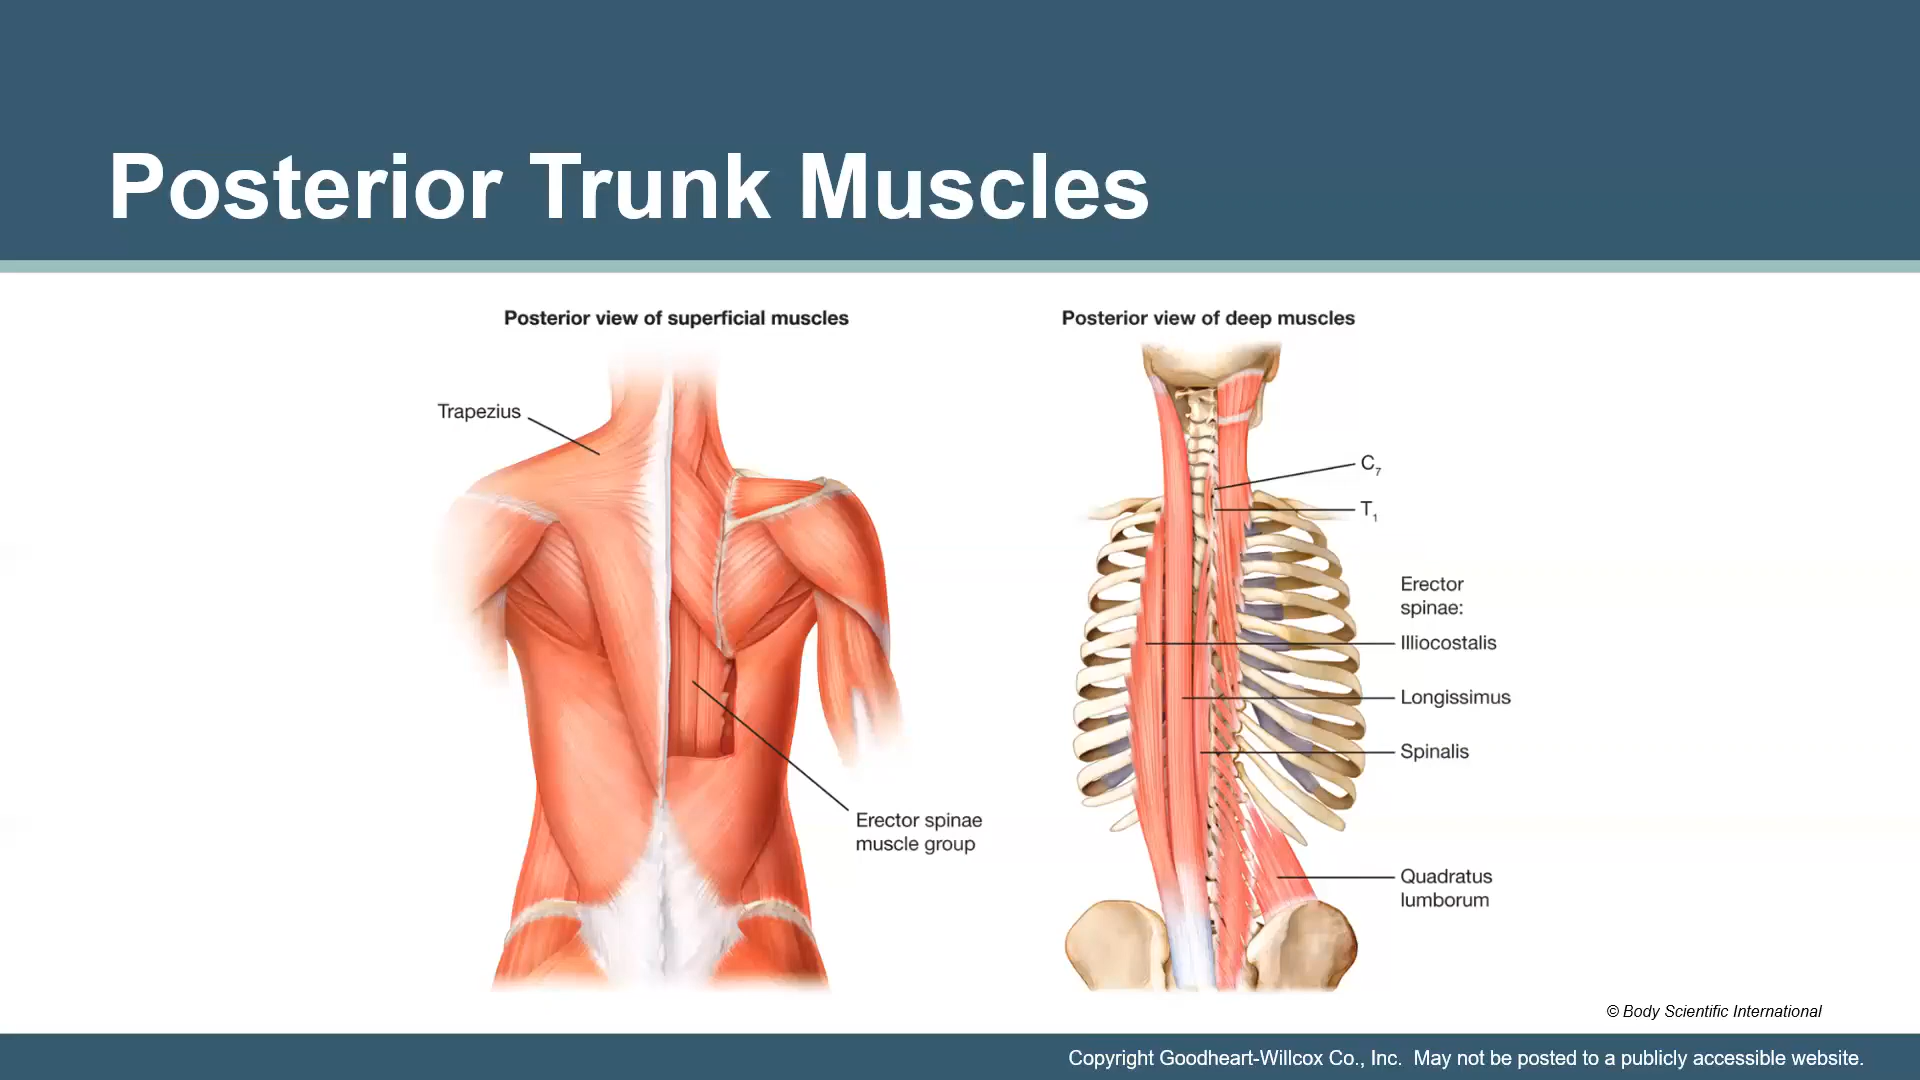 Posterior Trunk Muscles
Posterior view of superficial muscles
Trapezius
Erector spinae
muscle group
Posterior view of deep muscles
C7
T1
Erector
spinae:
Illiocostalis
Longissimus
Spinalis
Quadratus
lumborum
© Body Scientific International
Copyright Goodheart-Willcox Co., Inc.  May not be posted to a publicly accessible website.